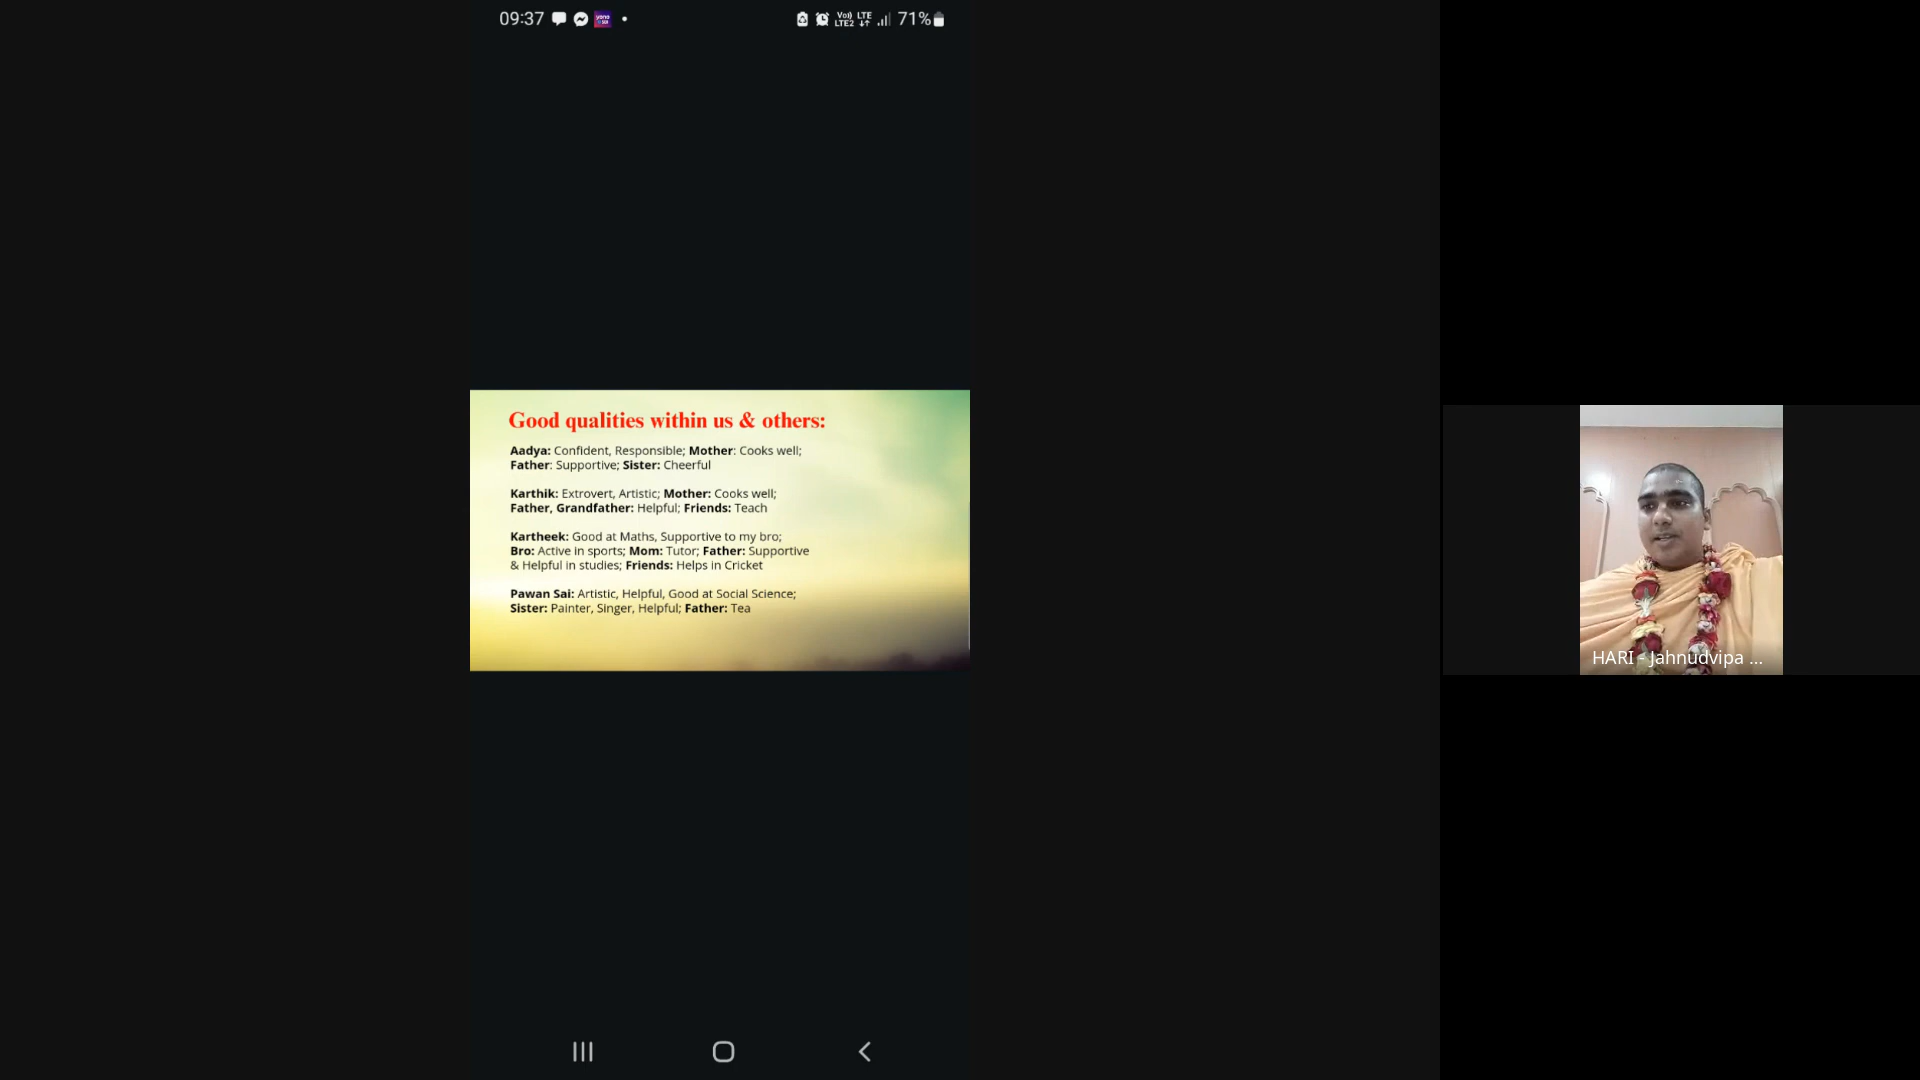 09:37
Vo)) LTE
LTE2
71%
Good qualities within us & others:
Aadya: Confident, Responsible; Mother: Cooks well;
Father: Supportive; Sister: Cheerful
Karthik: Extrovert, Artistic; Mother: Cooks well;
Father, Grandfather: Helpful; Friends: Teach
Kartheek: Good at Maths, Supportive to my bro;
Bro: Active in sports; Mom: Tutor; Father: Supportive
& Helpful in studies; Friends: Helps in Cricket
Pawan Sai: Artistic, Helpful, Good at Social Science;
Sister: Painter, Singer, Helpful; Father: Tea
HARI - Jahnudvipa ...